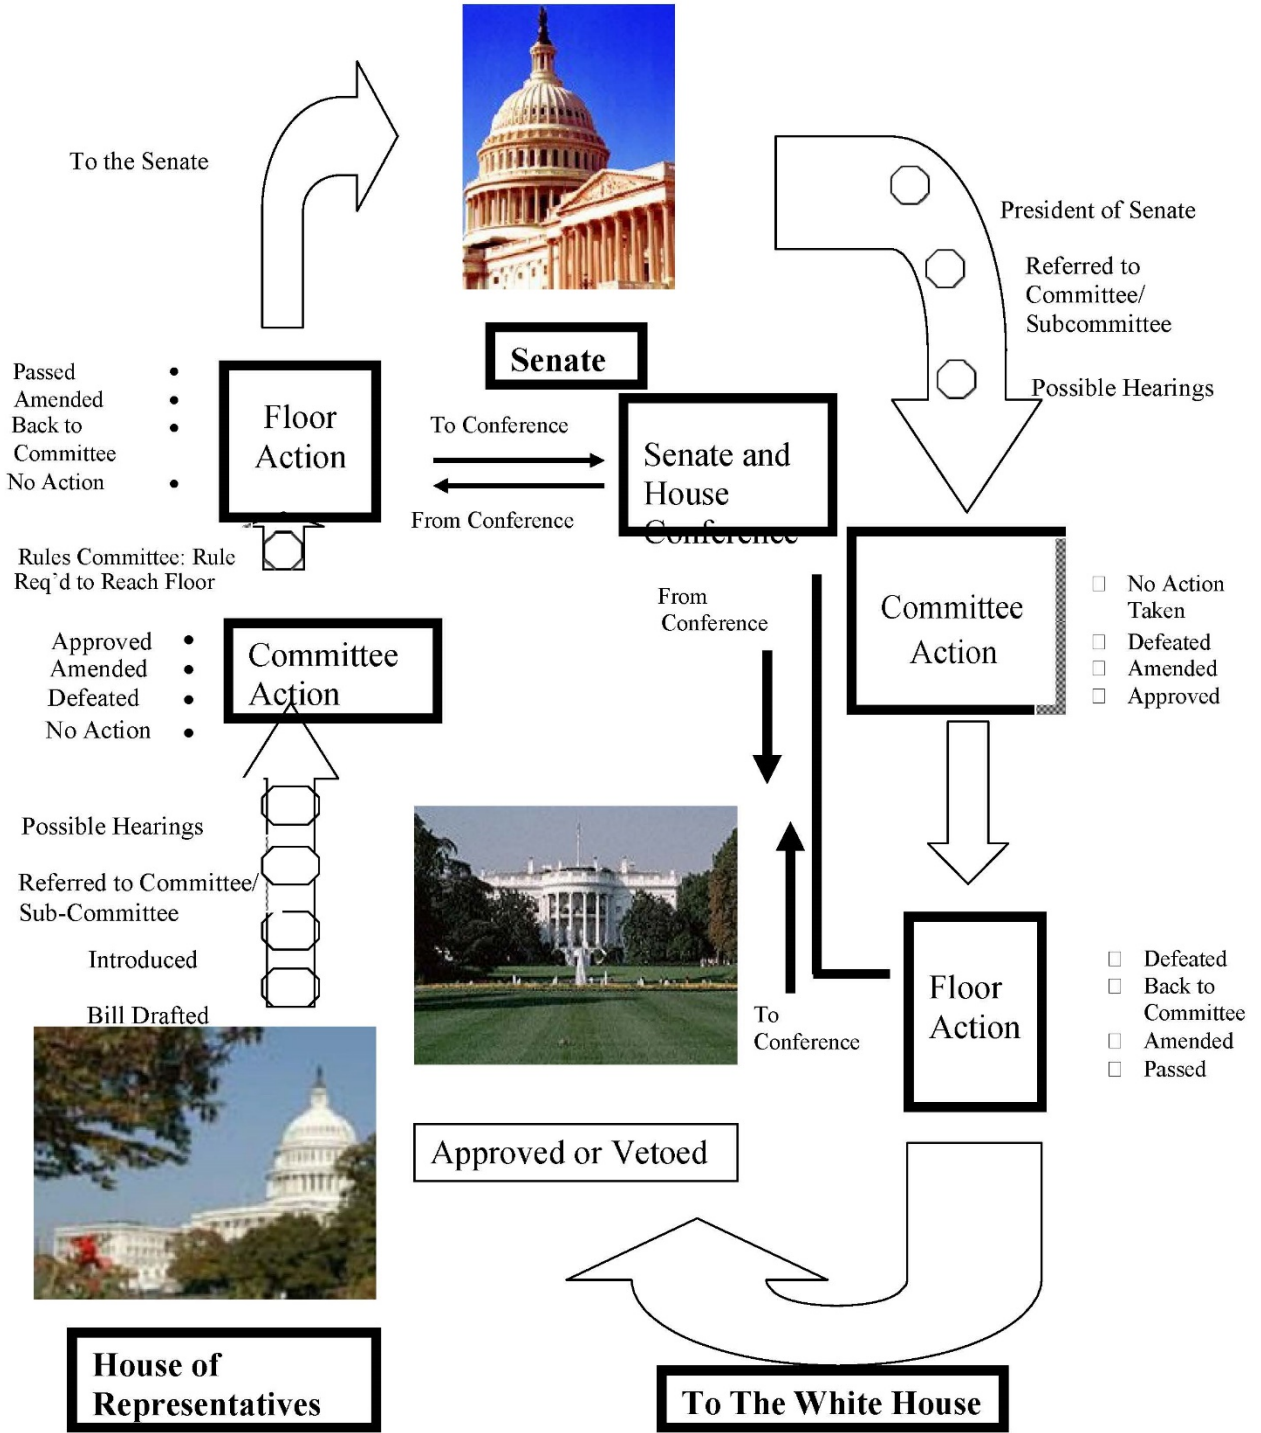 To the Senate
President of Senate
Referred to
Committee/
Subcommittee
Possible Hearings
Senate
Passed
Amended
Back to
Committee
No Action
Floor
Action
To Conference
From Conference
Senate and
House
Conference
Rules Committee: Rule
Req`d to Reach Floor
From
Conference
Committee
Action
No Action
Taken
Defeated
Amended
Approved
Approved
Amended
Defeated
No Action
Committee
Action
Possible Hearings
Referred to Committee/
Sub-Committee
Introduced
Bill Drafted
To
Conference
Floor
Action
Defeated
Back to
Committee
Amended
Passed
Approved or Vetoed
House of
Representatives
To The White House